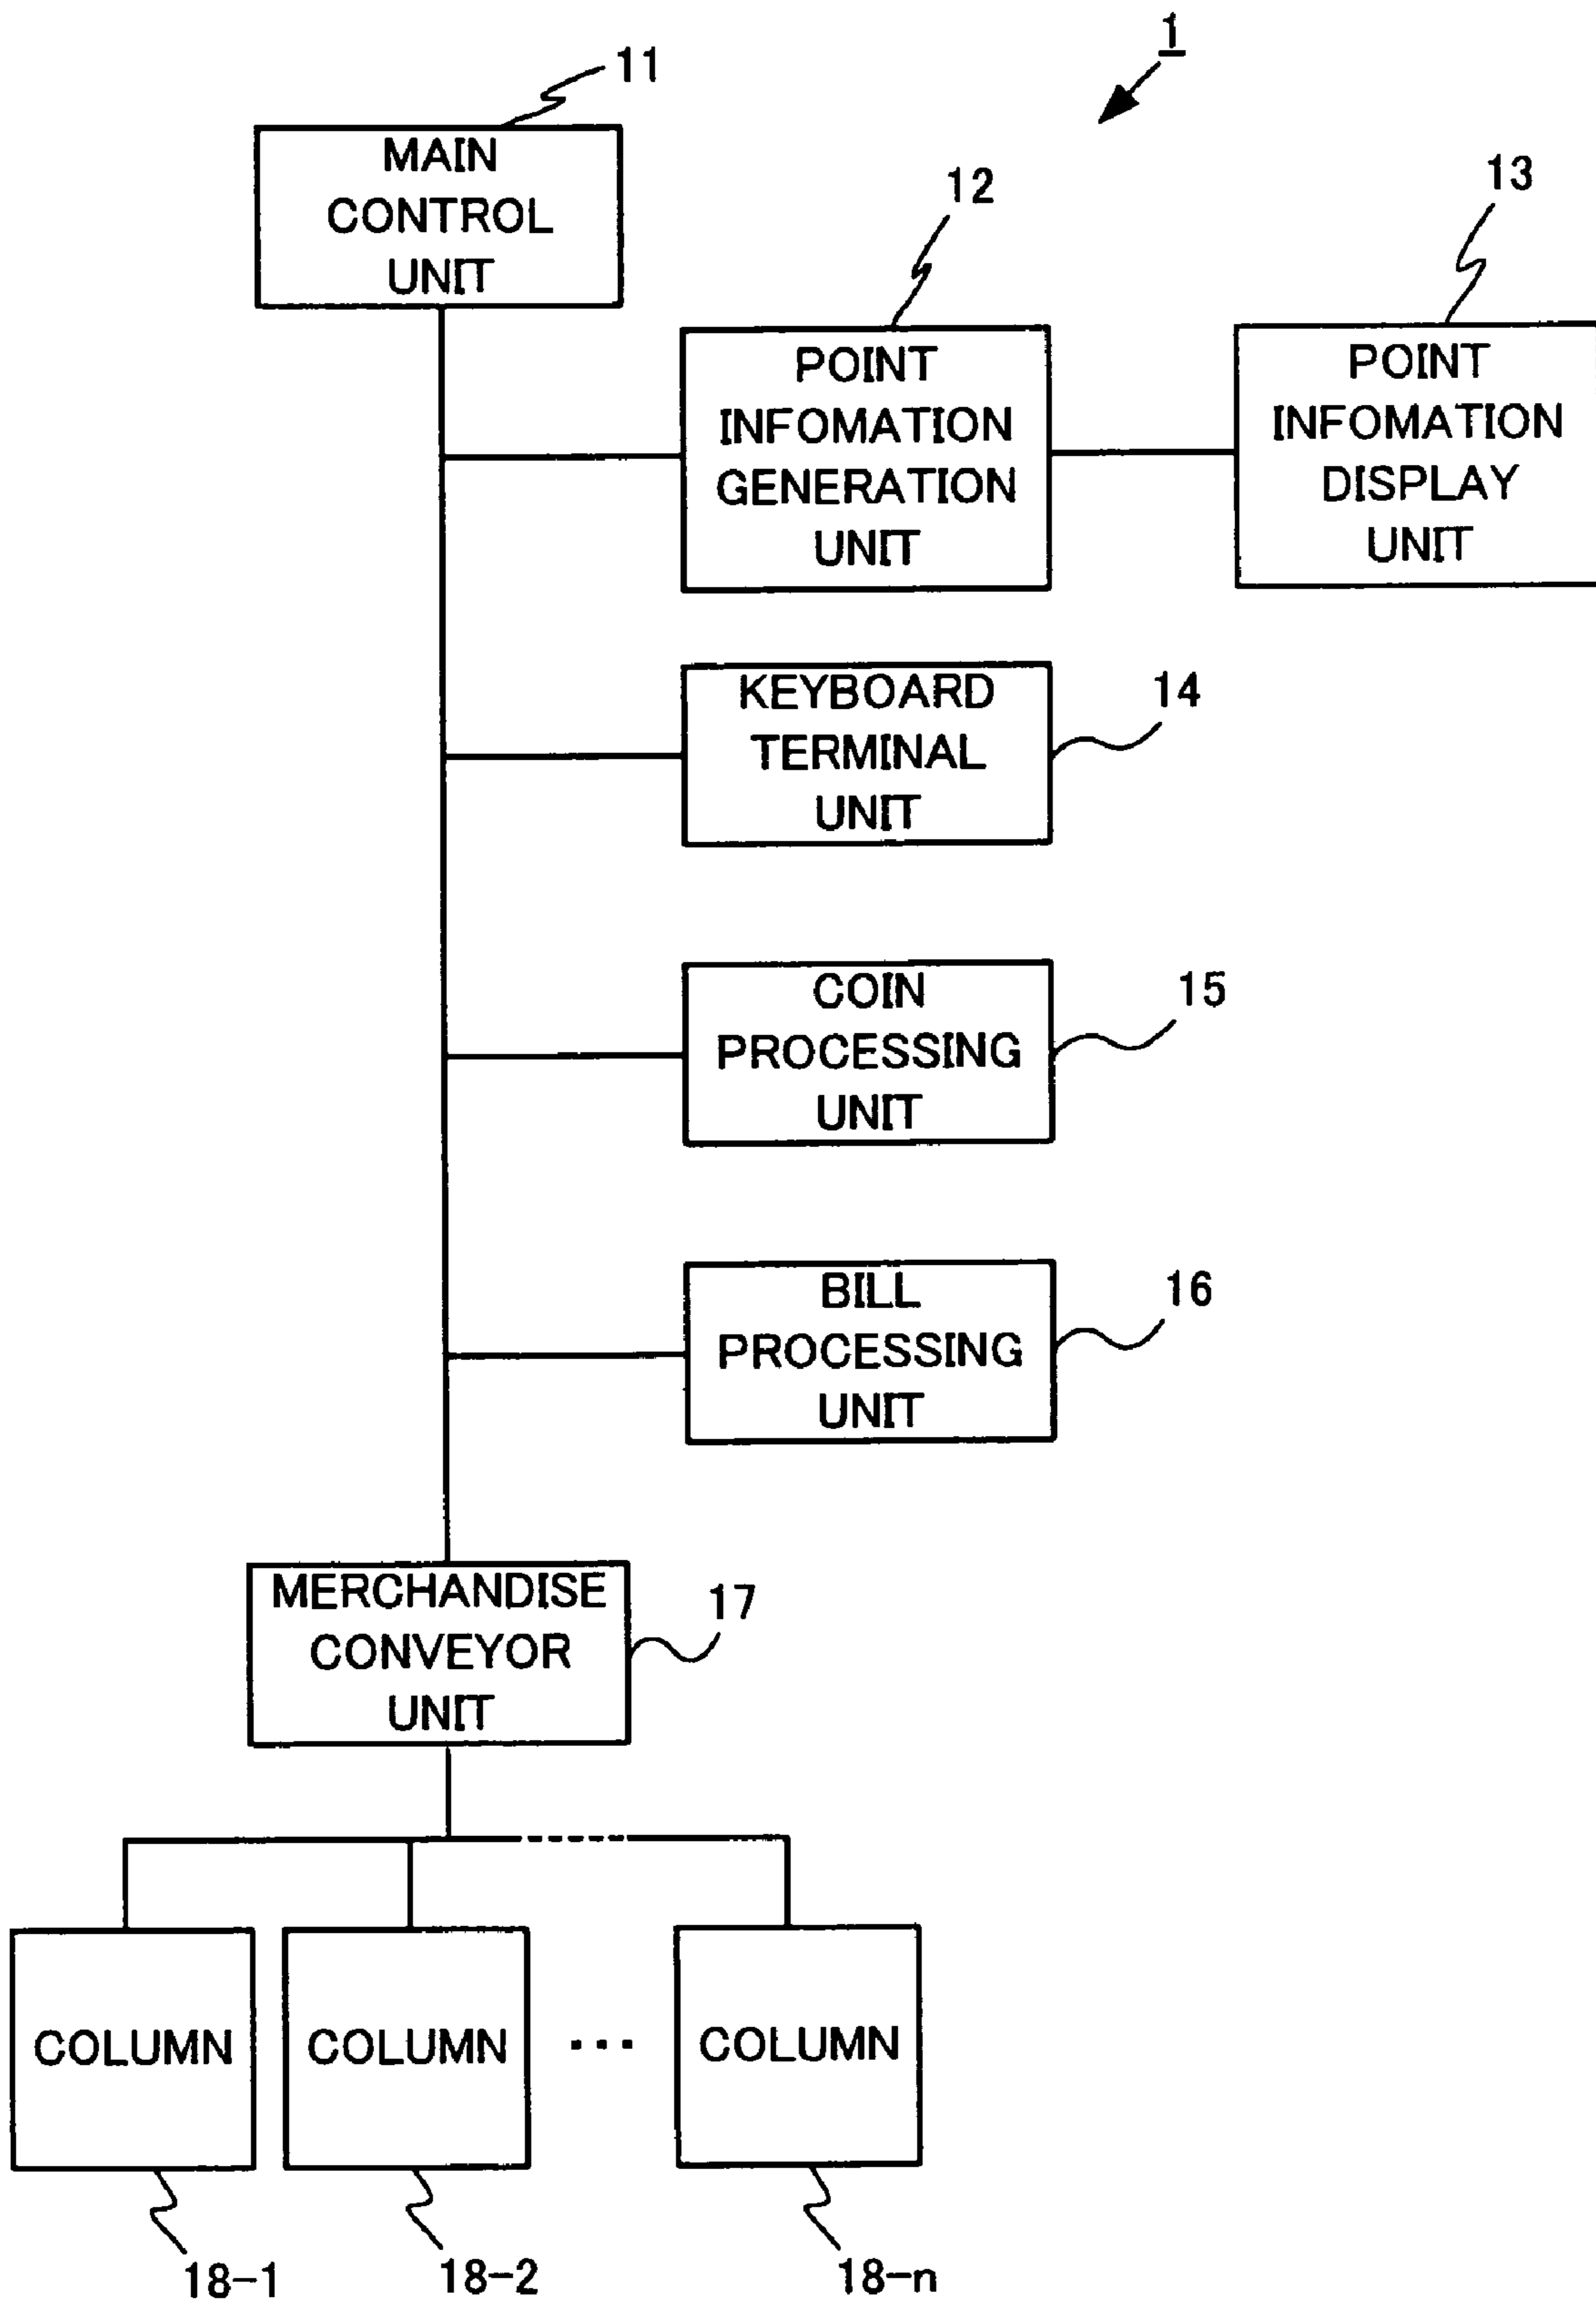 1
11
MAIN
CONTROL
UNIT
12
POINT
INFOMATION
GENERATION
UNIT
13
POINT
INFOMATION
DISPLAY
UNIT
KEYBOARD
TERMINAL
UNIT
14
COIN
PROCESSING
UNIT
15
BILL
PROCESSING
UNIT
16
MERCHANDISE
CONVEYOR
UNIT
17
COLUMN
COLUMN
...
COLUMN
18-1
18-2
18-n